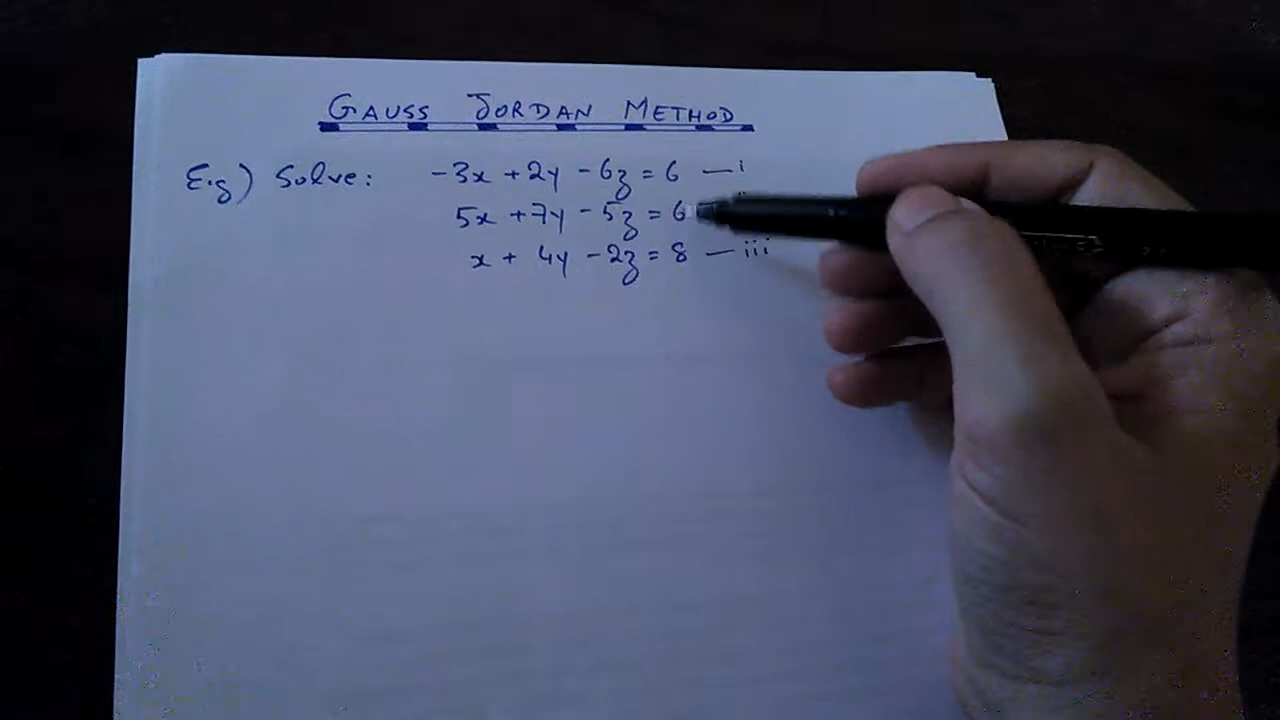 GAUSS JORDAN METHOD
E.g) Solve: -3x + 2y - 6z = 6 — i
5x + 7y - 5z = 6
x + 4y - 2z = 8 — iii